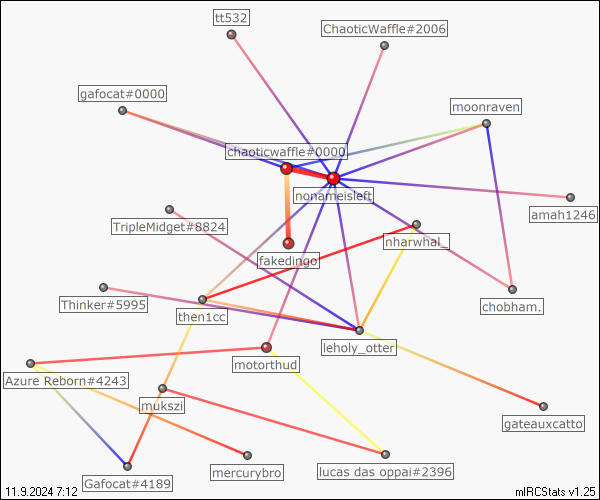 tt532
ChaoticWaffle#2006
gafocat#0000
moonraven
chaoticwaffle#0000
nonameisleft
amah1246
TripleMidget#8824
nharwhal_
fakedingo
Thinker#5995
chobham.
then1cc
leholy_otter
motorthud
Azure Reborn#4243
mukszi
gateauxcatto
mercurybro
lucas das oppai#2396
Gafocat#4189
11.9.2024 7:12
mIRCStats v1.25